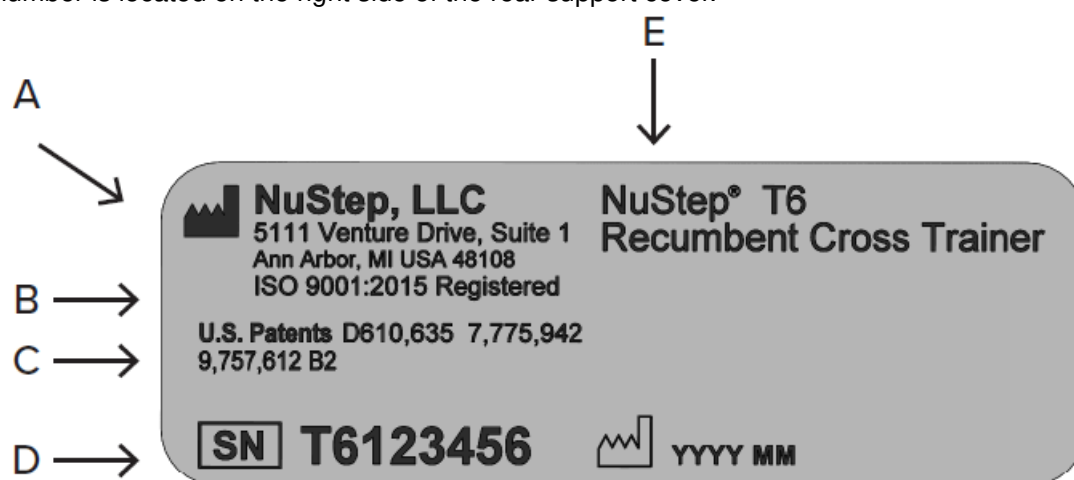 number is located on the right side of the rear support cover.
E
A
NuStep, LLC
5111 Venture Drive, Suite 1
Ann Arbor, MI USA 48108
ISO 9001:2015 Registered
NuStep® T6
Recumbent Cross Trainer
B
U.S. Patents D610,635 7,775,942
C
9,757,612 B2
D
SN T6123456
YYYY MM